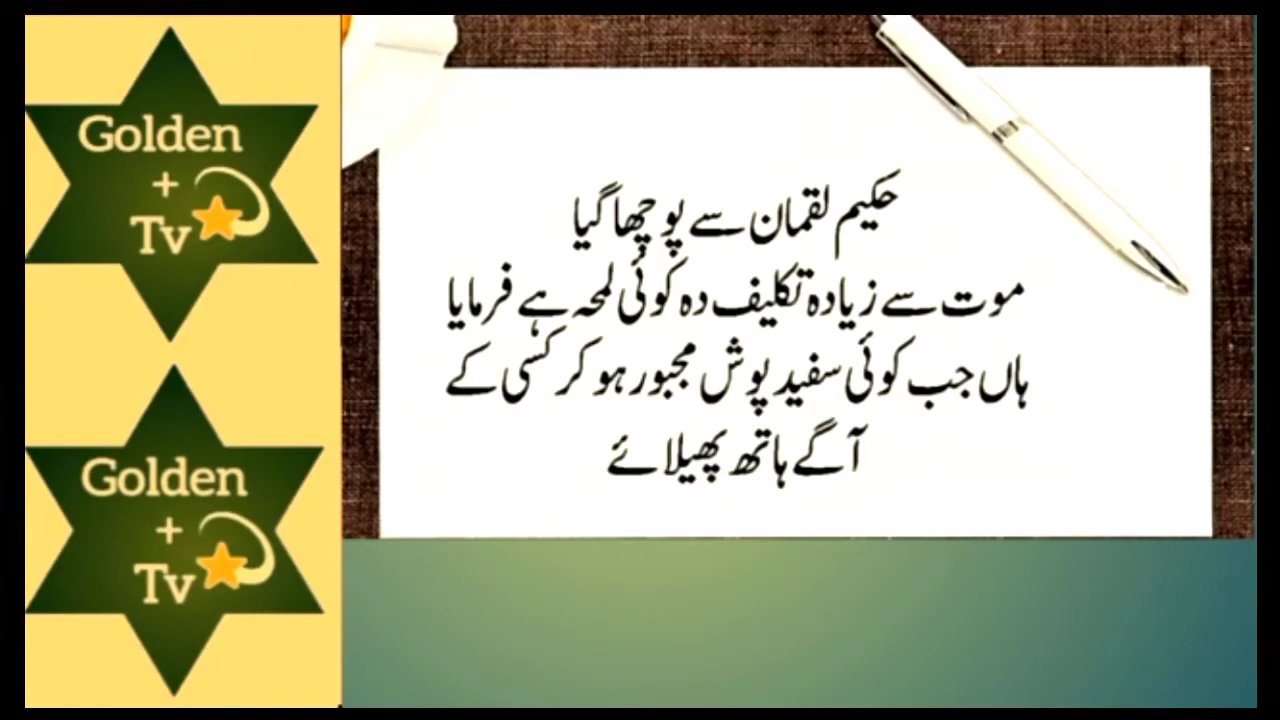 Golden
+
Tv
Golden
+
Tv
حکیم لقمان سے پوچھا گیا
موت سے زیادہ تکلیف دہ کوئی لمحہ ہے فرمایا
ہاں جب کوئی سفید پوش مجبور ہو کر کسی کے
آگے ہاتھ پھیلائے